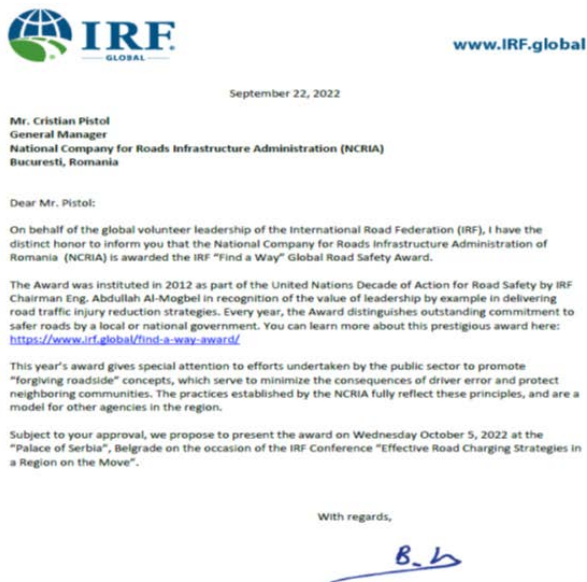 IRF
GLOBAL
www.IRF.global
September 22, 2022
Mr. Cristian Pistol
General Manager
National Company for Roads Infrastructure Administration (NCRIA)
Bucuresti, Romania
Dear Mr. Pistol:
On behalf of the global volunteer leadership of the International Road Federation (IRF), I have the
distinct honor to inform you that the National Company for Roads Infrastructure Administration of
Romania (NCRIA) is awarded the IRF "Find a Way" Global Road Safety Award.
The Award was instituted in 2012 as part of the United Nations Decade of Action for Road Safety by IRF
Chairman Eng. Abdullah Al-Mogbel in recognition of the value of leadership by example in delivering
road traffic injury reduction strategies. Every year, the Award distinguishes outstanding commitment to
safer roads by a local or national government. You can learn more about this prestigious award here:
https://www.irf.global/find-a-way-award/
This year's award gives special attention to efforts undertaken by the public sector to promote
"forgiving roadside" concepts, which serve to minimize the consequences of driver error and protect
neighboring communities. The practices established by the NCRIA fully reflect these principles, and are a
model for other agencies in the region.
Subject to your approval, we propose to present the award on Wednesday October 5, 2022 at the
"Palace of Serbia", Belgrade on the occasion of the IRF Conference "Effective Road Charging Strategies in
a Region on the Move".
With regards,